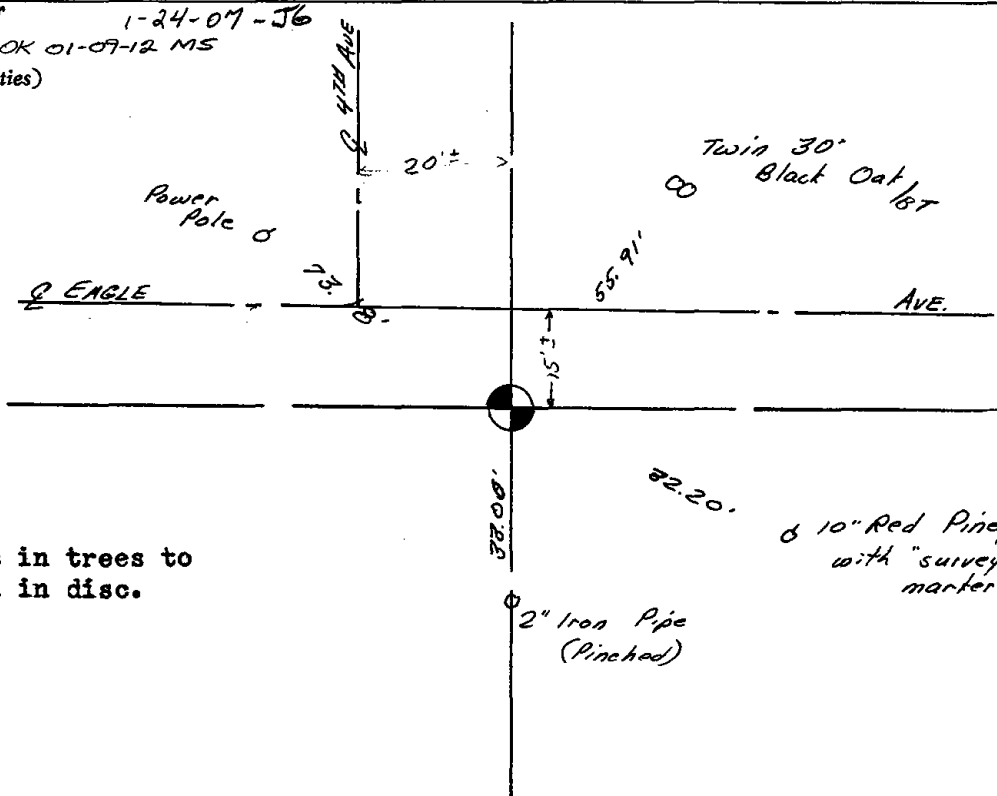 1-24-07-J6
OK 01-09-12 MS
ties)
℄ 4TH AVE
20'±
Twin 30"
Black Oak/BT
Power
Pole
73.
55.91'
℄ EAGLE AVE.
15'±
33.00'
32.20'
10" Red Pine
with "survey
marker
in trees to
in disc.
2" Iron Pipe
(Pinched)